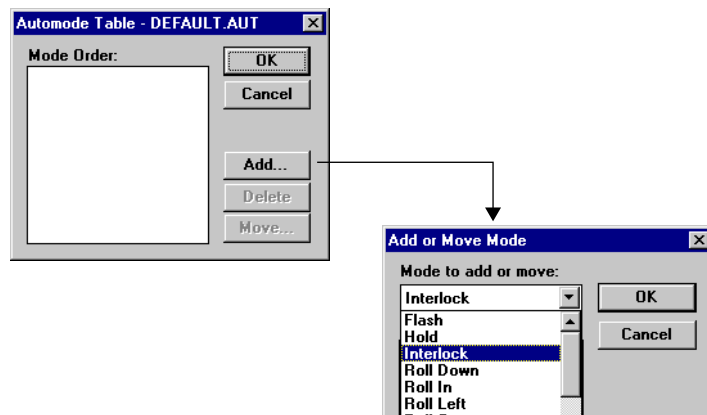 Automode Table - DEFAULT.AUT
Mode Order:
OK
Cancel
Add...
Delete
Move...
Add or Move Mode
Mode to add or move:
Interlock
OK
Cancel
Flash
Hold
Interlock
Roll Down
Roll In
Roll Left